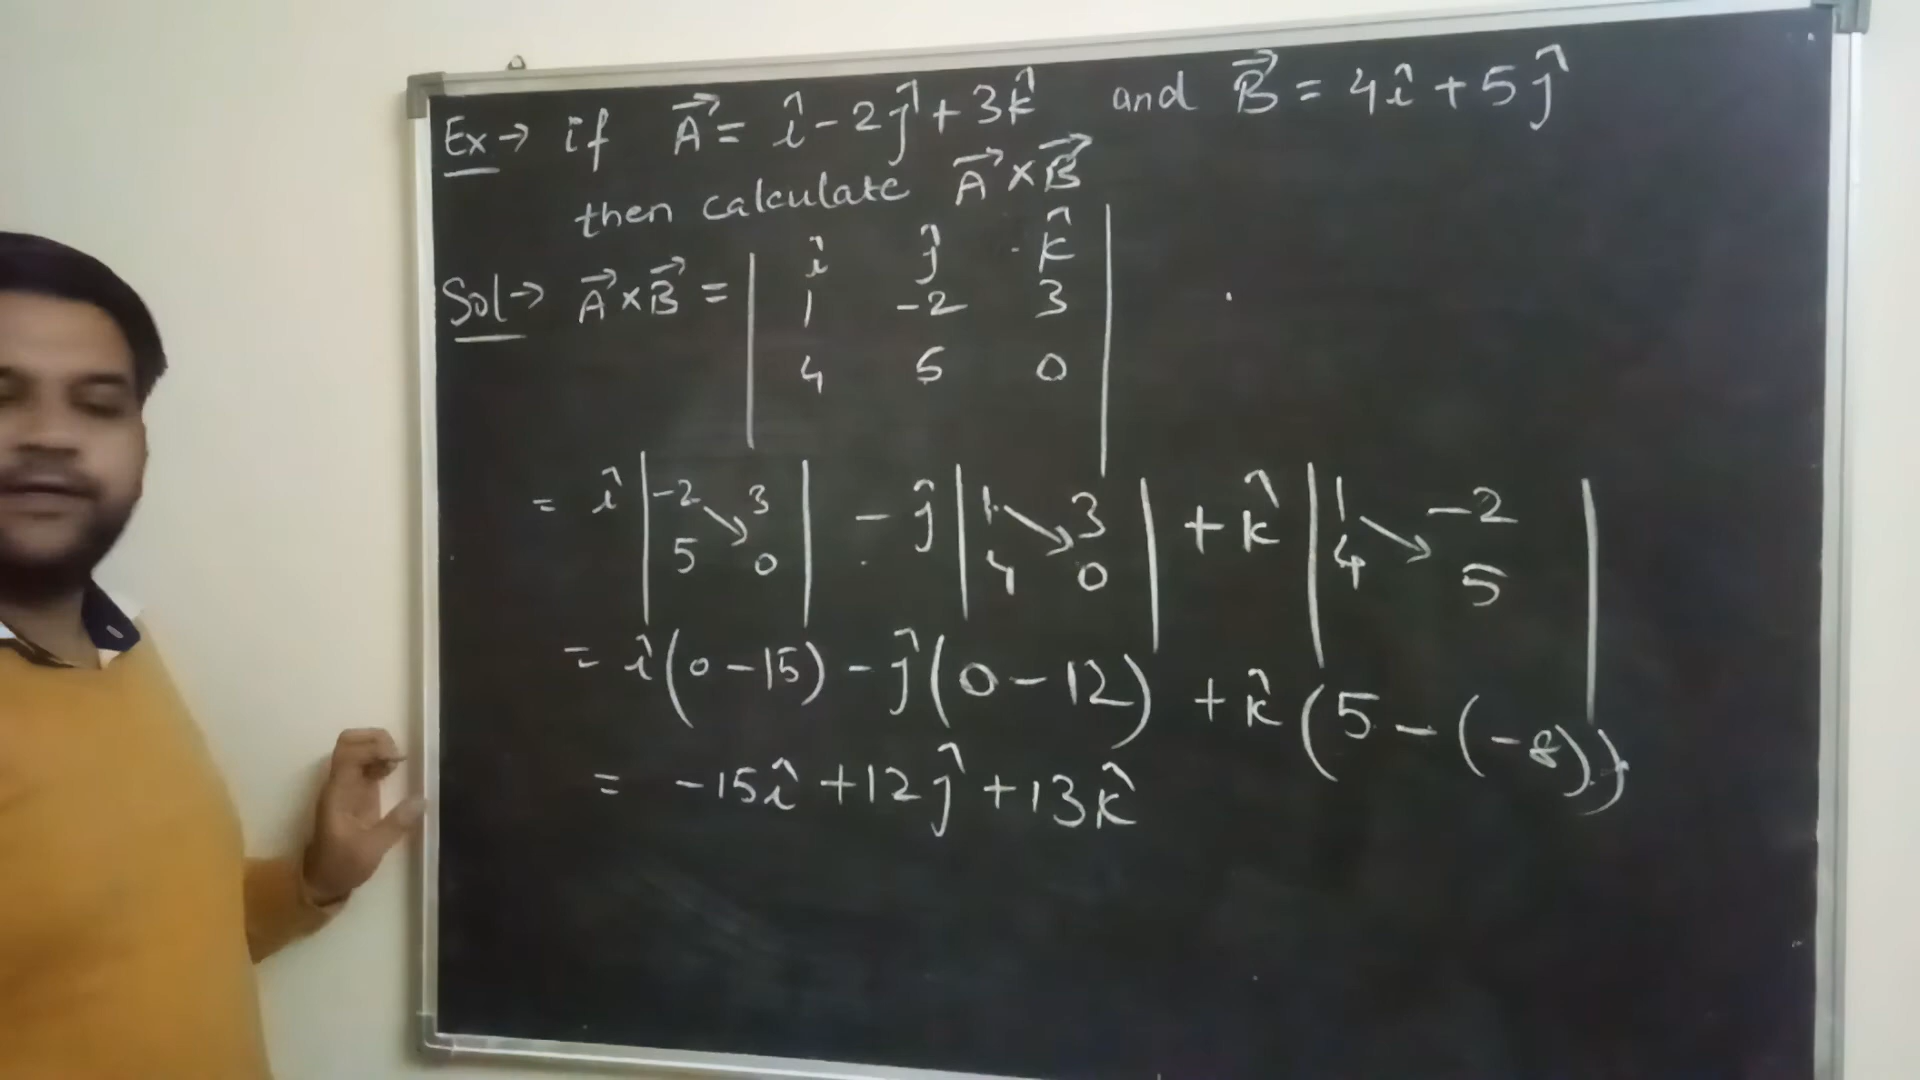 Ex→ if A⃗ = î - 2ĵ + 3k̂ and B⃗ = 4î + 5ĵ
then calculate A⃗ × B⃗
Sol→ A⃗ × B⃗ = | î ĵ k̂ |
1 -2 3
4 5 0
= î | -2 3 | - ĵ | 1 3 | + k̂ | 1 -2 |
5 0 4 0 4 5
= î (0 - 15) - ĵ (0 - 12) + k̂ (5 - (-8))
= -15î + 12ĵ + 13k̂